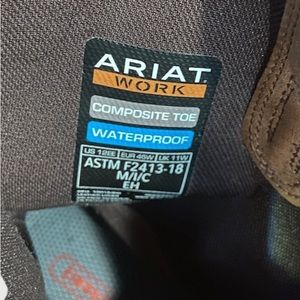 ARIAT
WORK
COMPOSITE TOE
WATERPROOF
US 12EE EUR 46W UK 11W
ASTM F2413-18
M/I/C
EH